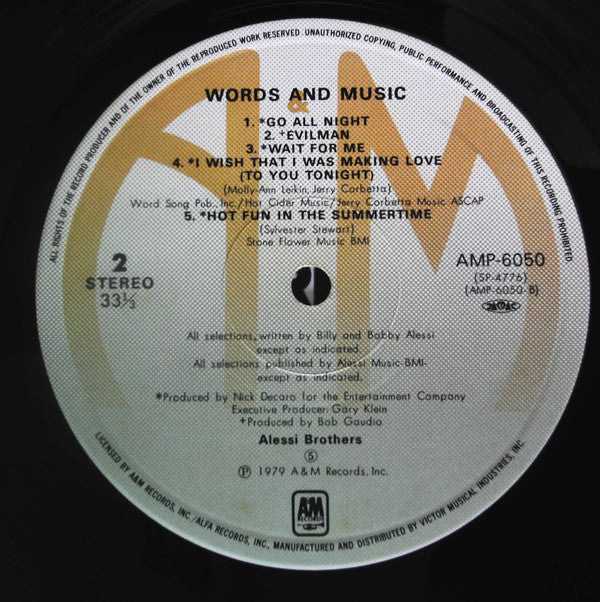 ALL RIGHTS OF THE RECORD PRODUCER AND OF THE OWNER OF THE REPRODUCED WORK RESERVED. UNAUTHORIZED COPYING, PUBLIC PERFORMANCE AND BROADCASTING OF THIS RECORDING PROHIBITED
WORDS AND MUSIC
1. *GO ALL NIGHT
2. +EVILMAN
3. *WAIT FOR ME
4. *I WISH THAT I WAS MAKING LOVE
(TO YOU TONIGHT)
(Molly-Ann Leikin, Jerry Corbetta)
Word Song Pub., Inc./Hot Cider Music/Jerry Corbetta Music ASCAP
5. *HOT FUN IN THE SUMMERTIME
(Sylvester Stewart)
Stone Flower Music BMI
2
STEREO
33⅓
AMP-6050
(SP-4776)
(AMP-6050-B)
All selections, written by Billy and Bobby Alessi
except as indicated.
All selections published by Alessi Music-BMI-
except as indicated.
*Produced by Nick Decaro for the Entertainment Company
Executive Producer: Gary Klein
+Produced by Bob Gaudio
Alessi Brothers
Ⓢ
Ⓟ 1979 A&M Records, Inc.
A&M
RECORDS
LICENSED BY A&M RECORDS, INC./ALFA RECORDS, INC., MANUFACTURED AND DISTRIBUTED BY VICTOR MUSICAL INDUSTRIES, INC